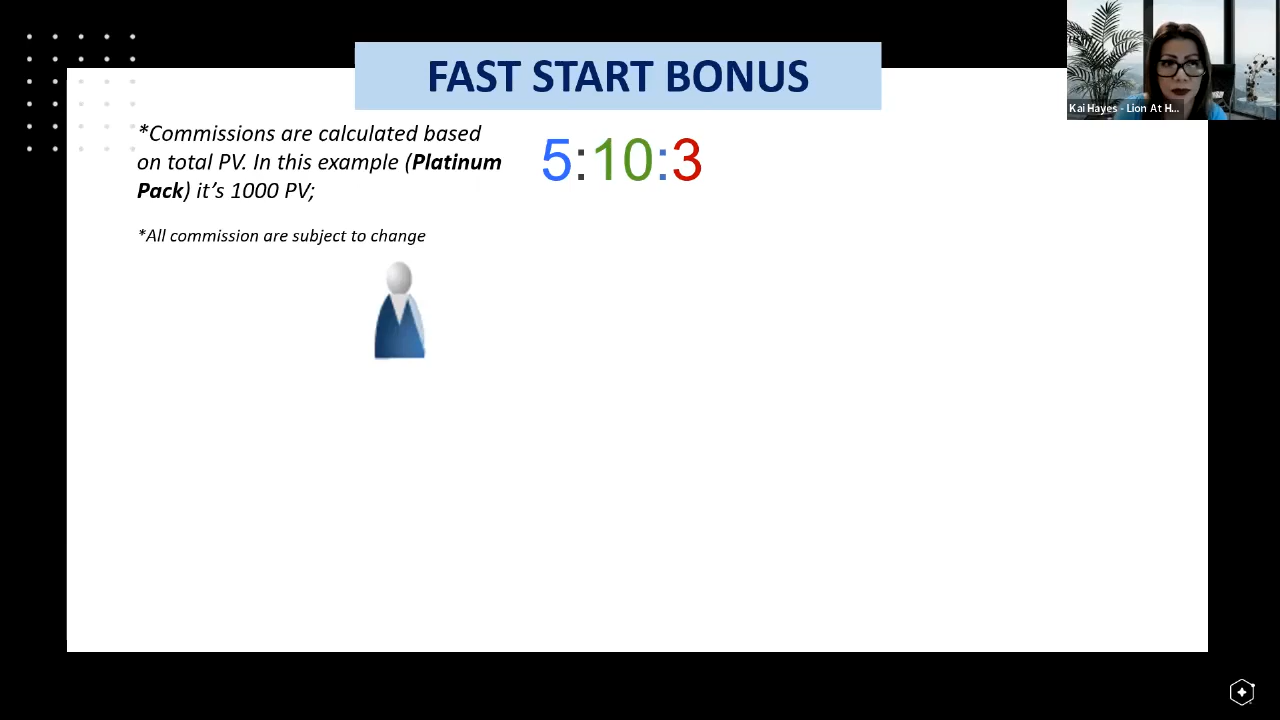 FAST START BONUS
*Commissions are calculated based
on total PV. In this example (Platinum
Pack) it’s 1000 PV;
5:10:3
*All commission are subject to change
Kai Hayes - Lion At H...